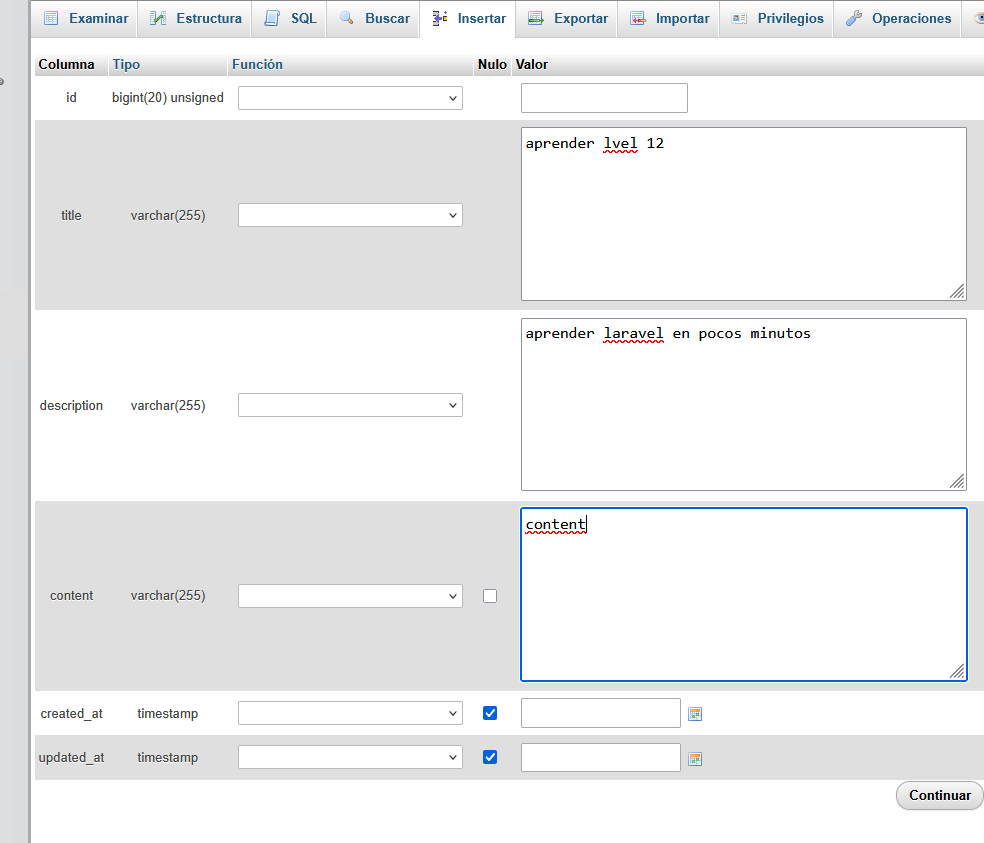 Examinar Estructura SQL Buscar Insertar Exportar Importar Privilegios Operaciones
Columna Tipo Función Nulo Valor
id bigint(20) unsigned
title varchar(255) aprender lvel 12
description varchar(255) aprender laravel en pocos minutos
content varchar(255) content
created_at timestamp
updated_at timestamp
Continuar